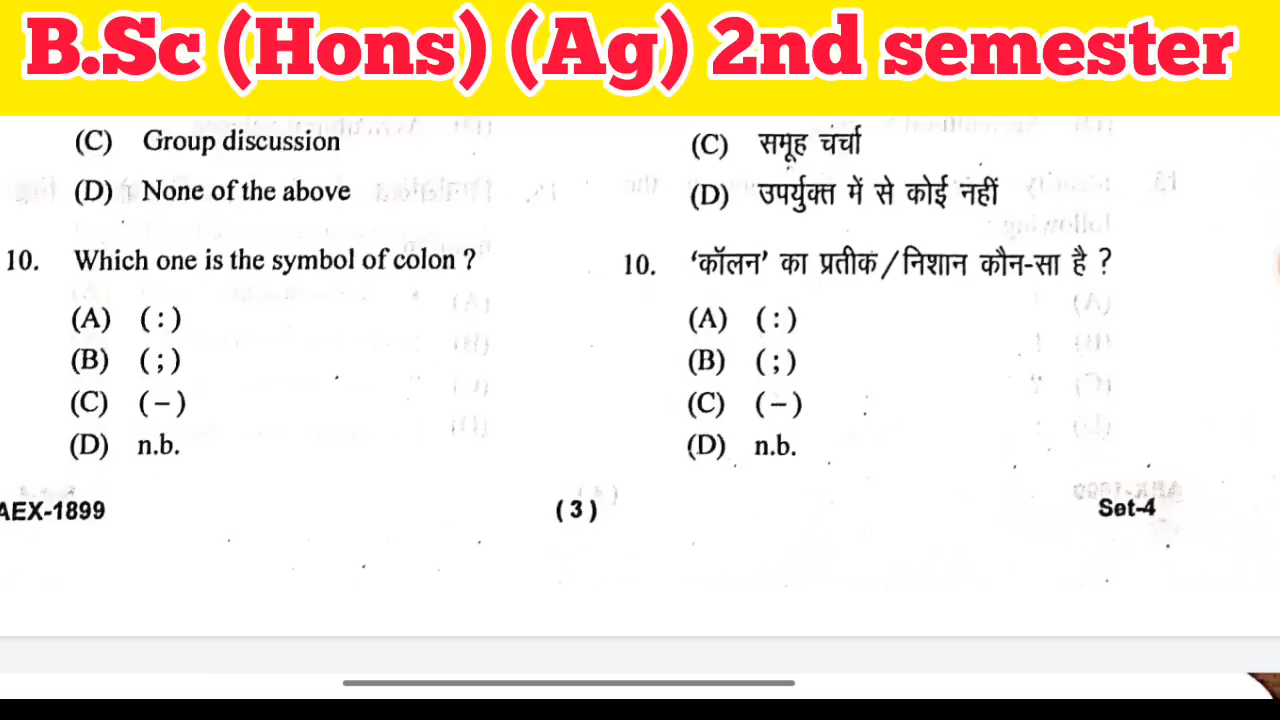 B.Sc (Hons) (Ag) 2nd semester
(C) Group discussion
(D) None of the above
10. Which one is the symbol of colon ?
(A) ( : )
(B) ( ; )
(C) ( – )
(D) n.b.
(C) समूह चर्चा
(D) उपर्युक्त में से कोई नहीं
10. ‘कॉलन’ का प्रतीक/निशान कौन-सा है ?
(A) ( : )
(B) ( ; )
(C) ( – )
(D) n.b.
AEX-1899 ( 3 ) Set-4